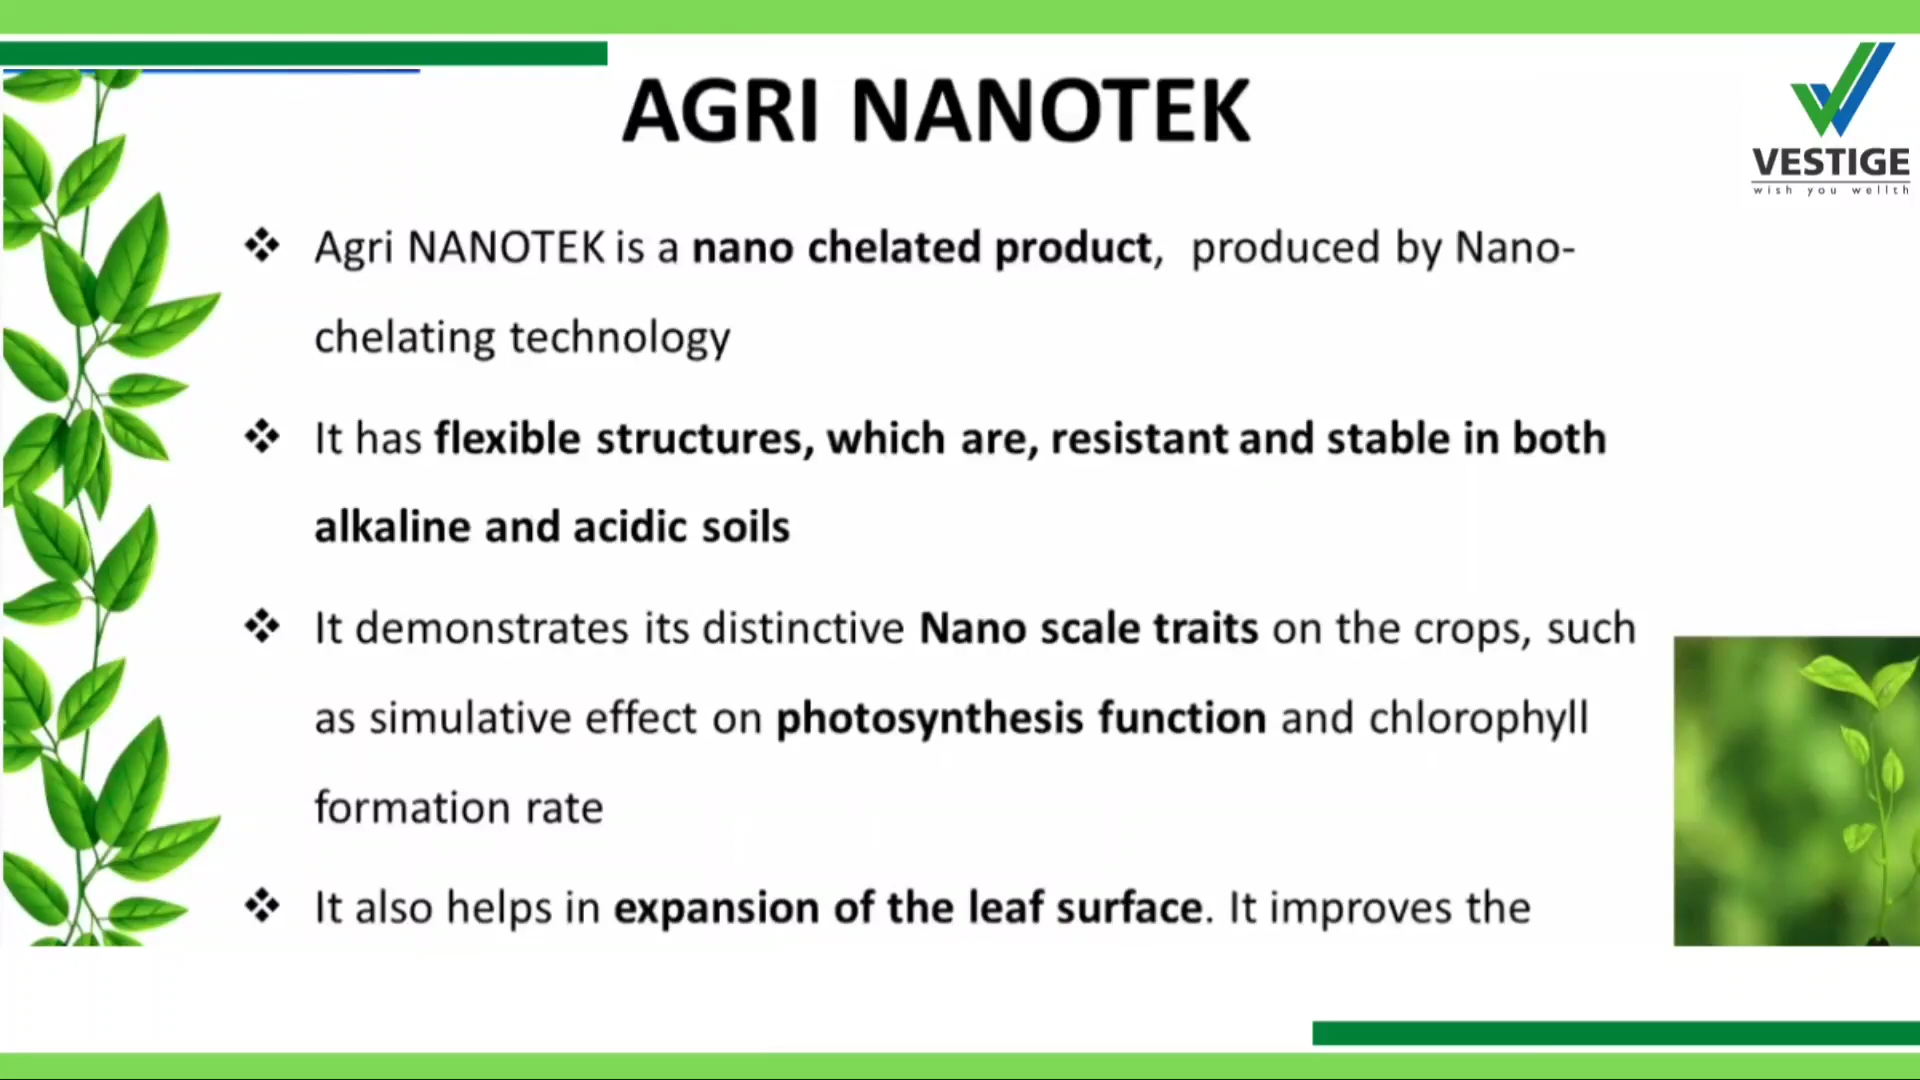 AGRI NANOTEK
VESTIGE
wish you wellth
❖ Agri NANOTEK is a nano chelated product, produced by Nano-
chelating technology
❖ It has flexible structures, which are, resistant and stable in both
alkaline and acidic soils
❖ It demonstrates its distinctive Nano scale traits on the crops, such
as simulative effect on photosynthesis function and chlorophyll
formation rate
❖ It also helps in expansion of the leaf surface. It improves the